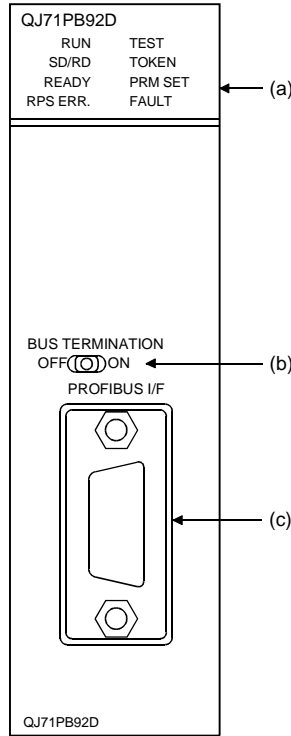 QJ71PB92D
RUN TEST
SD/RD TOKEN
READY PRM SET
RPS ERR. FAULT
(a)
BUS TERMINATION
OFF ON
(b)
PROFIBUS I/F
(c)
QJ71PB92D